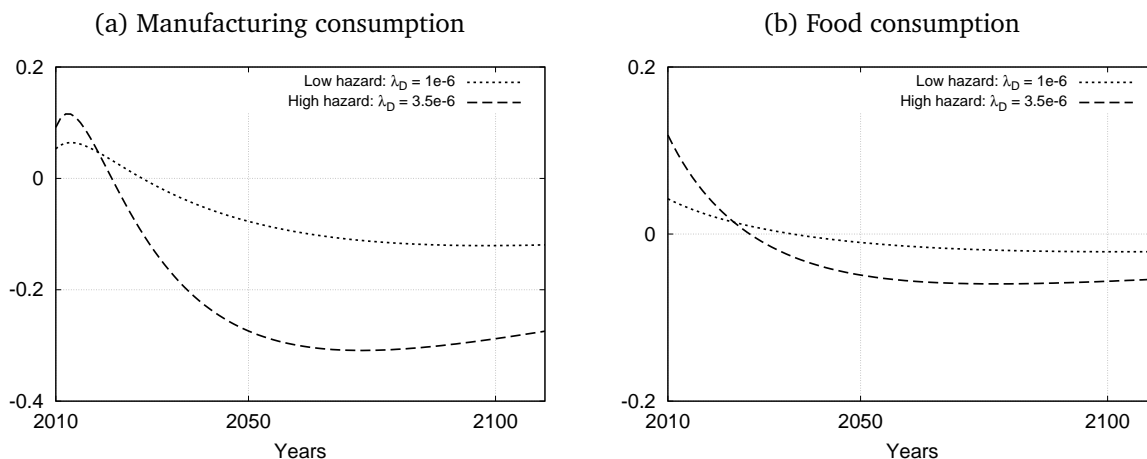 (a) Manufacturing consumption
0.2
Low hazard: λD = 1e-6
High hazard: λD = 3.5e-6
0
-0.2
-0.4
2010 2050 2100
Years
(b) Food consumption
0.2
Low hazard: λD = 1e-6
High hazard: λD = 3.5e-6
0
-0.2
2010 2050 2100
Years